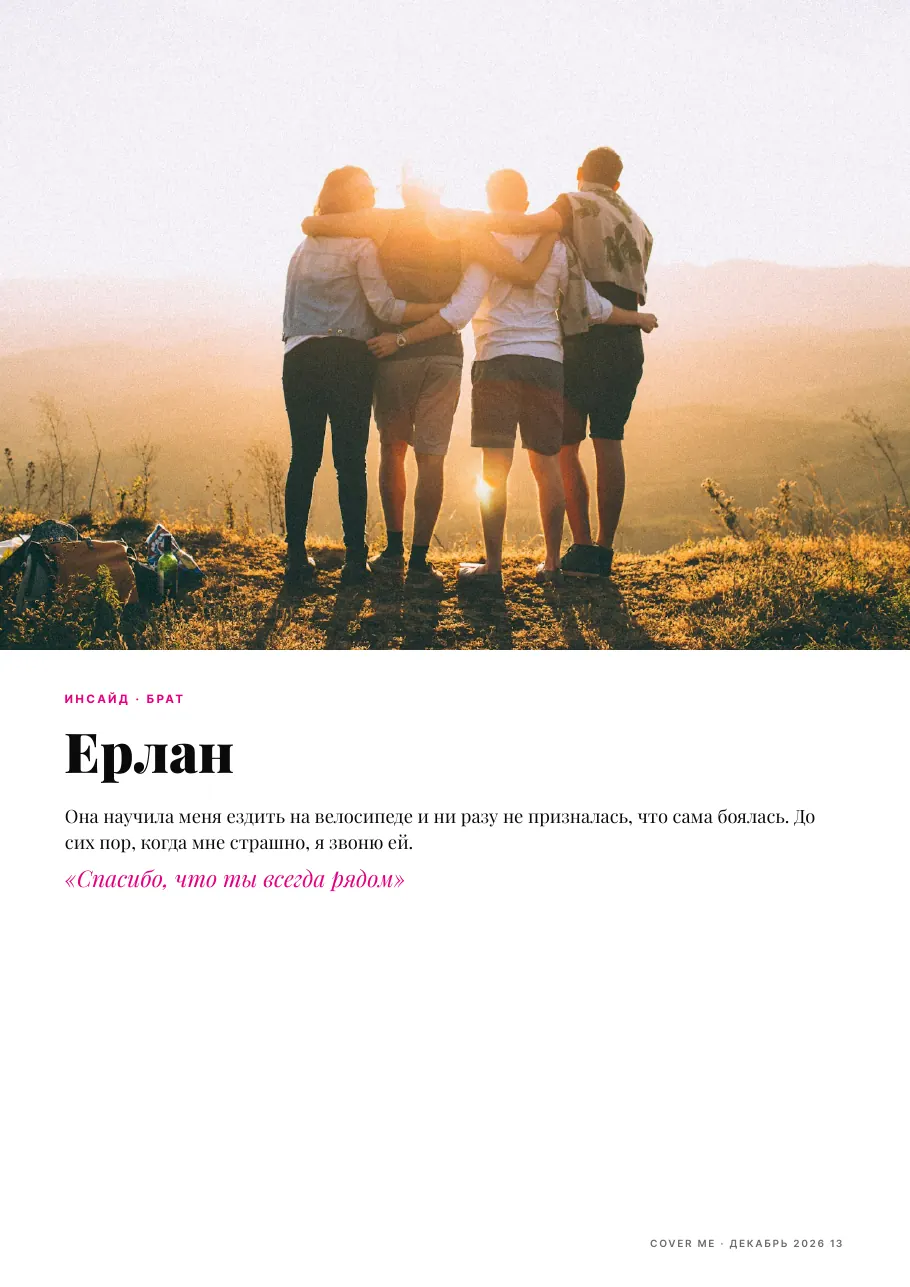 ИНСАЙД · БРАТ
Ерлан
Она научила меня ездить на велосипеде и ни разу не призналась, что сама боялась. До
сих пор, когда мне страшно, я звоню ей.
«Спасибо, что ты всегда рядом»
COVER ME · ДЕКАБРЬ 2026 13